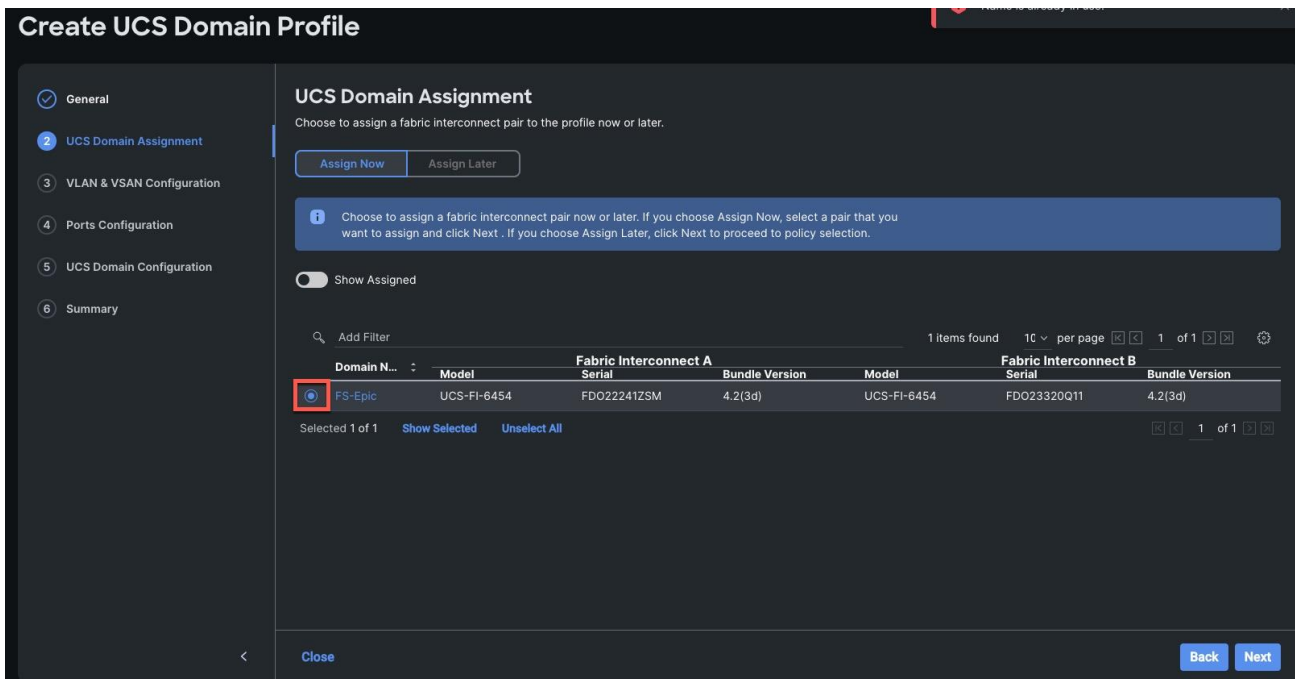 Create UCS Domain Profile
Name is already in use.
General
2 UCS Domain Assignment
3 VLAN & VSAN Configuration
4 Ports Configuration
5 UCS Domain Configuration
6 Summary
UCS Domain Assignment
Choose to assign a fabric interconnect pair to the profile now or later.
Assign Now Assign Later
Choose to assign a fabric interconnect pair now or later. If you choose Assign Now, select a pair that you
want to assign and click Next . If you choose Assign Later, click Next to proceed to policy selection.
Show Assigned
Add Filter 1 items found 10 per page 1 of 1
Fabric Interconnect A Fabric Interconnect B
Domain N... Model Serial Bundle Version Model Serial Bundle Version
FS-Epic UCS-FI-6454 FDO22241ZSM 4.2(3d) UCS-FI-6454 FDO23320Q11 4.2(3d)
Selected 1 of 1 Show Selected Unselect All 1 of 1
Close Back Next